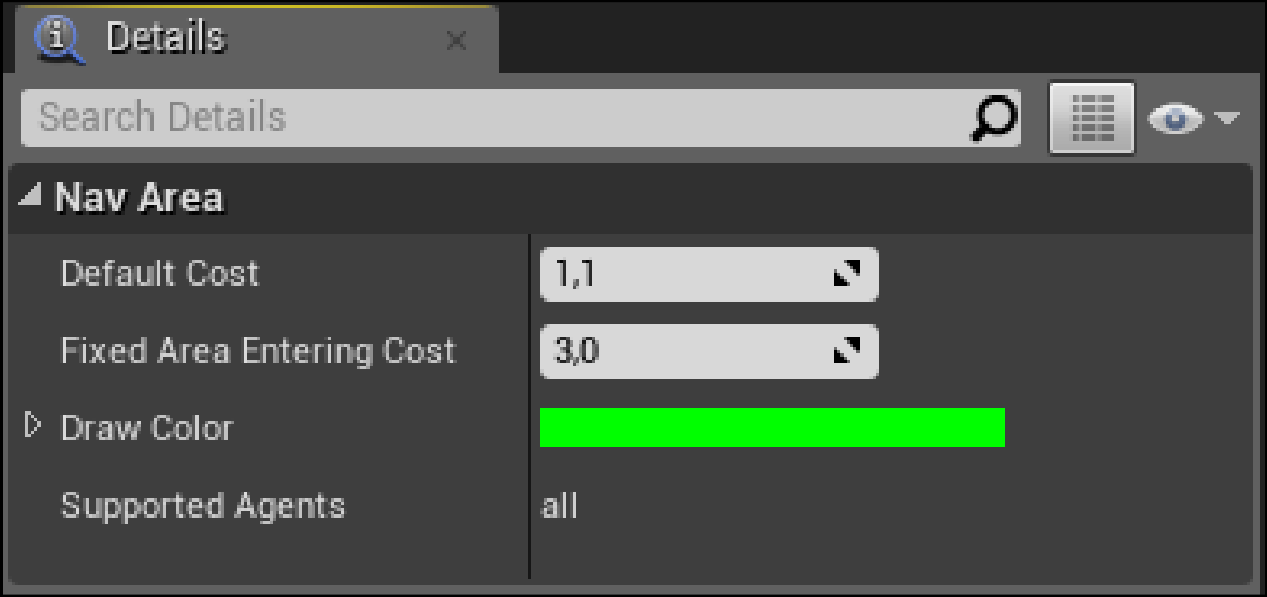 Details
Search Details
Nav Area
Default Cost 1,1
Fixed Area Entering Cost 3,0
Draw Color
Supported Agents all